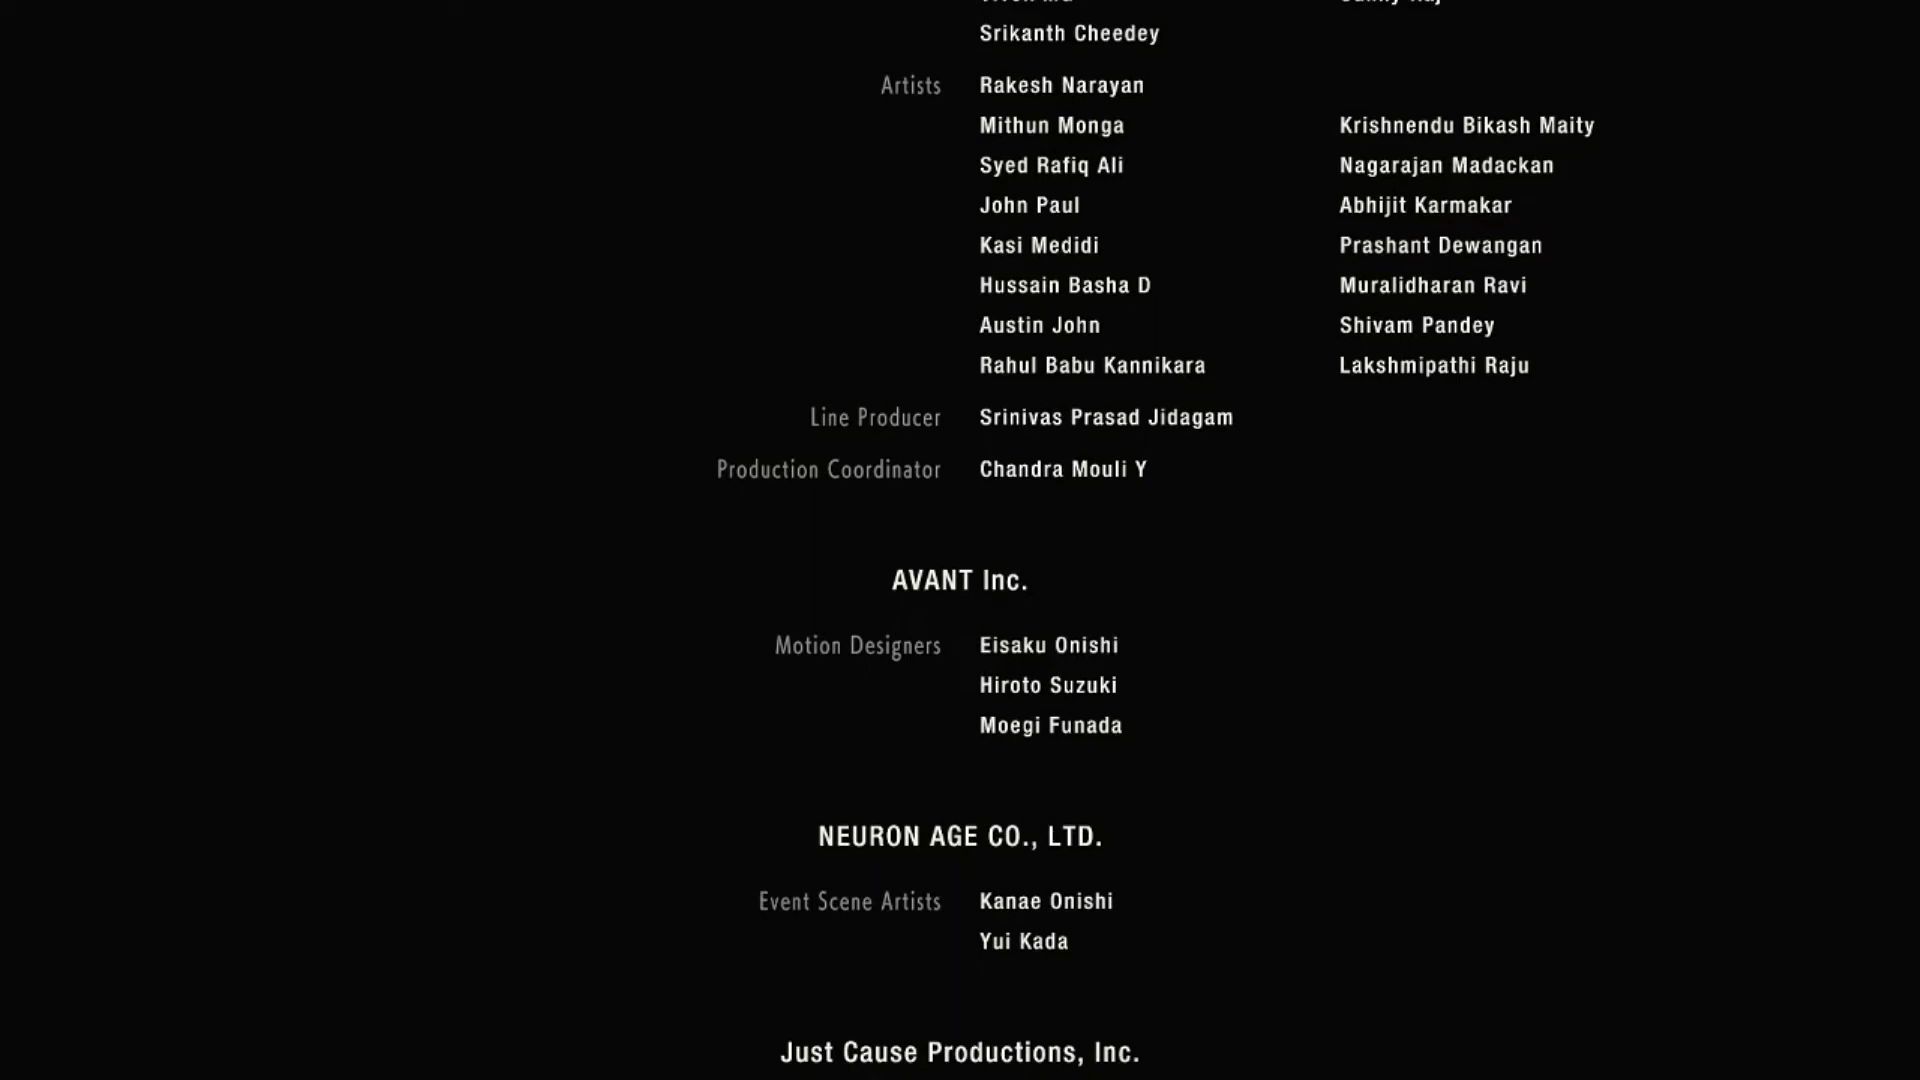 Srikanth Cheedey
Artists Rakesh Narayan
Mithun Monga Krishnendu Bikash Maity
Syed Rafiq Ali Nagarajan Madackan
John Paul Abhijit Karmakar
Kasi Medidi Prashant Dewangan
Hussain Basha D Muralidharan Ravi
Austin John Shivam Pandey
Rahul Babu Kannikara Lakshmipathi Raju
Line Producer Srinivas Prasad Jidagam
Production Coordinator Chandra Mouli Y
AVANT Inc.
Motion Designers Eisaku Onishi
Hiroto Suzuki
Moegi Funada
NEURON AGE CO., LTD.
Event Scene Artists Kanae Onishi
Yui Kada
Just Cause Productions, Inc.